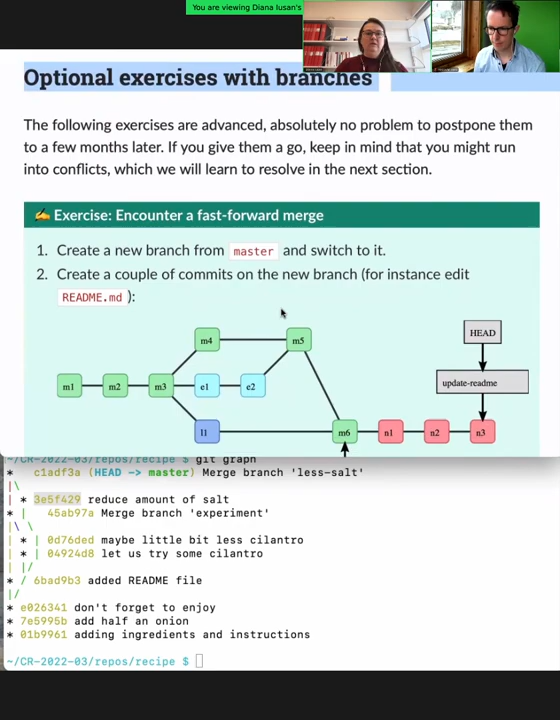 You are viewing Diana Iusan's
Optional exercises with branches
The following exercises are advanced, absolutely no problem to postpone them
to a few months later. If you give them a go, keep in mind that you might run
into conflicts, which we will learn to resolve in the next section.
✍ Exercise: Encounter a fast-forward merge
1. Create a new branch from master and switch to it.
2. Create a couple of commits on the new branch (for instance edit
README.md ):
HEAD
m4
m5
update-readme
m1
m2
m3
e1
e2
l1
m6
n1
n2
n3
~/CR-2022-03/repos/recipe $ git graph
*   c1adf3a (HEAD -> master) Merge branch 'less-salt'
|\
| * 3e5f429 reduce amount of salt
* |   45ab97a Merge branch 'experiment'
|\ \
| * | 0d76ded maybe little bit less cilantro
| * | 04924d8 let us try some cilantro
| |/
* / 6bad9b3 added README file
|/
* e026341 don't forget to enjoy
* 7e5995b add half an onion
* 01b9961 adding ingredients and instructions
~/CR-2022-03/repos/recipe $